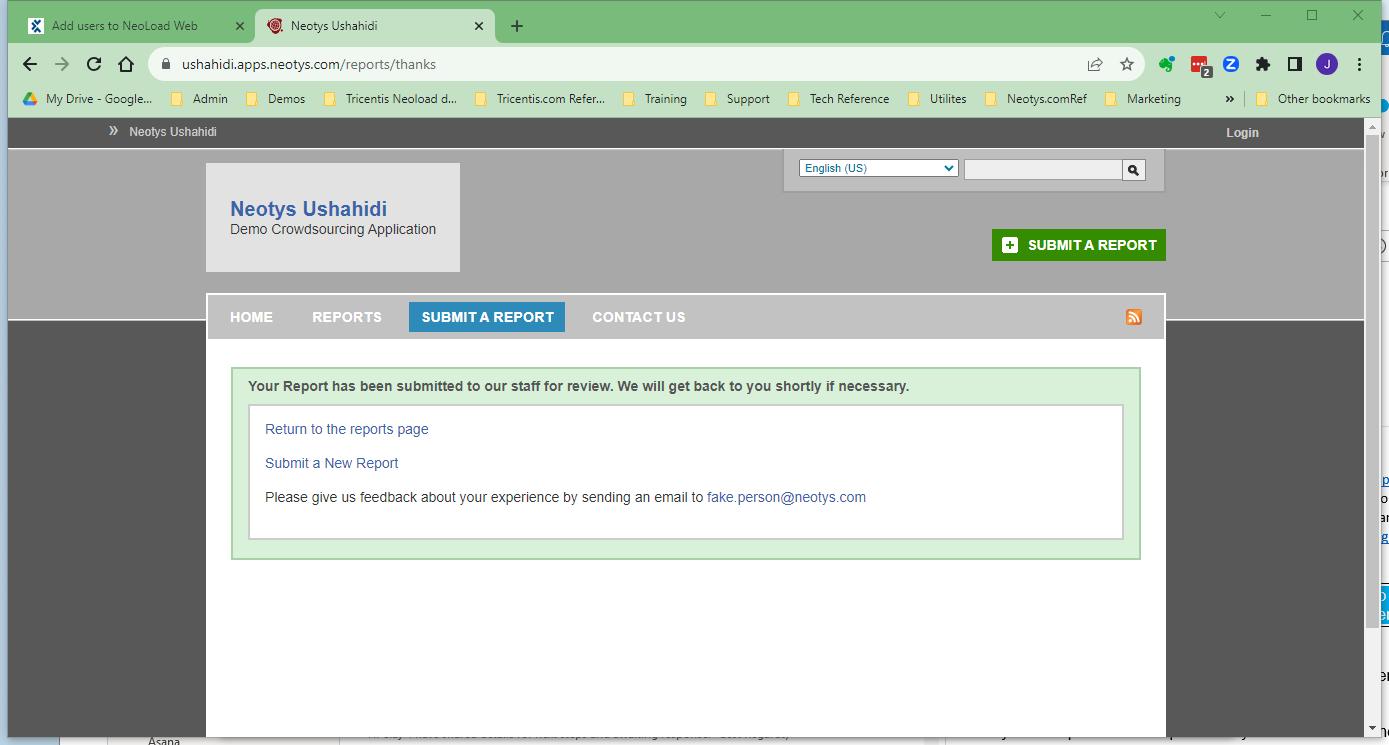 Add users to NeoLoad Web
Neotys Ushahidi
ushahidi.apps.neotys.com/reports/thanks
2
Z
J
My Drive - Google...
Admin
Demos
Tricentis Neoload d...
Tricentis.com Refer...
Training
Support
Tech Reference
Utilites
Neotys.comRef
Marketing
»
Other bookmarks
» Neotys Ushahidi
Login
English (US)
Neotys Ushahidi
Demo Crowdsourcing Application
SUBMIT A REPORT
HOME
REPORTS
SUBMIT A REPORT
CONTACT US
Your Report has been submitted to our staff for review. We will get back to you shortly if necessary.
Return to the reports page
Submit a New Report
Please give us feedback about your experience by sending an email to fake.person@neotys.com
Asana